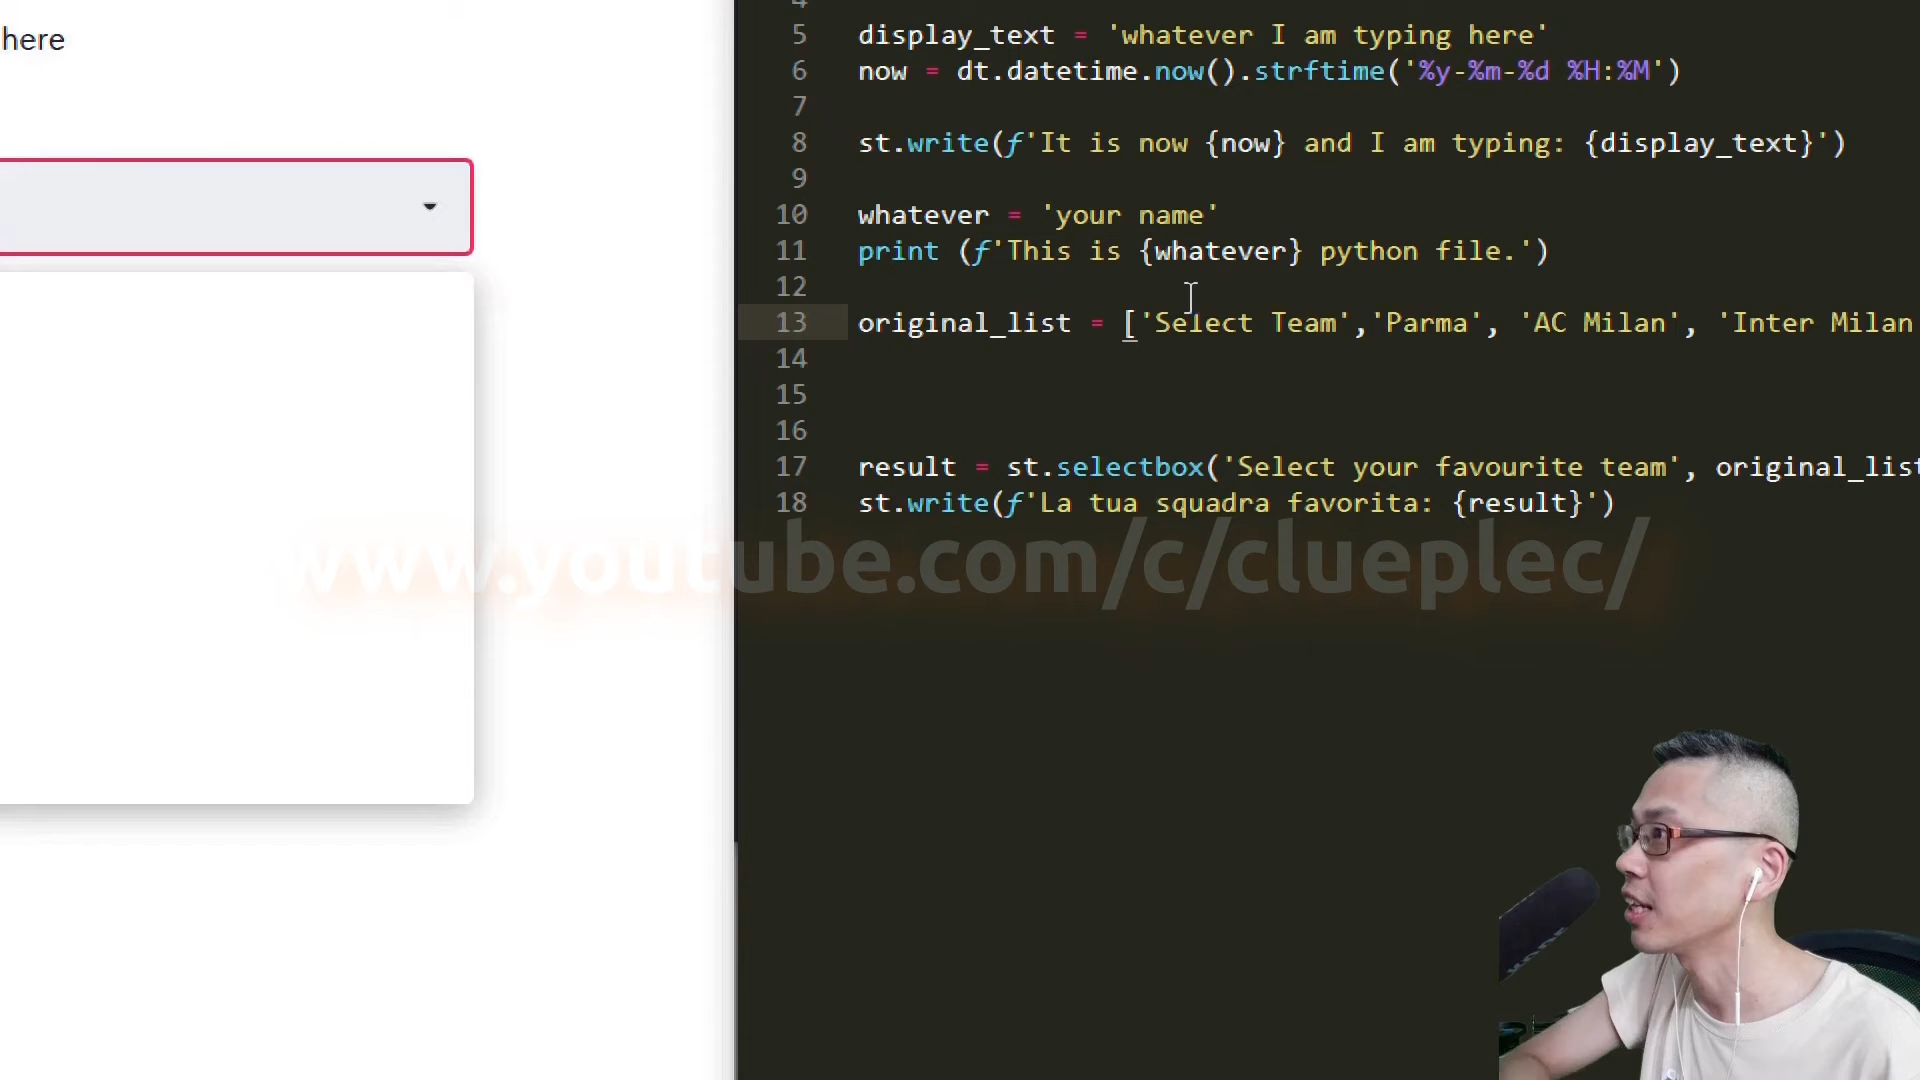 here
4
5 display_text = 'whatever I am typing here'
6 now = dt.datetime.now().strftime('%y-%m-%d %H:%M')
7
8 st.write(f'It is now {now} and I am typing: {display_text}')
9
10 whatever = 'your name'
11 print (f'This is {whatever} python file.')
12
13 original_list = ['Select Team','Parma', 'AC Milan', 'Inter Milan
14
15
16
17 result = st.selectbox('Select your favourite team', original_list
18 st.write(f'La tua squadra favorita: {result}')
www.youtube.com/c/clueplec/